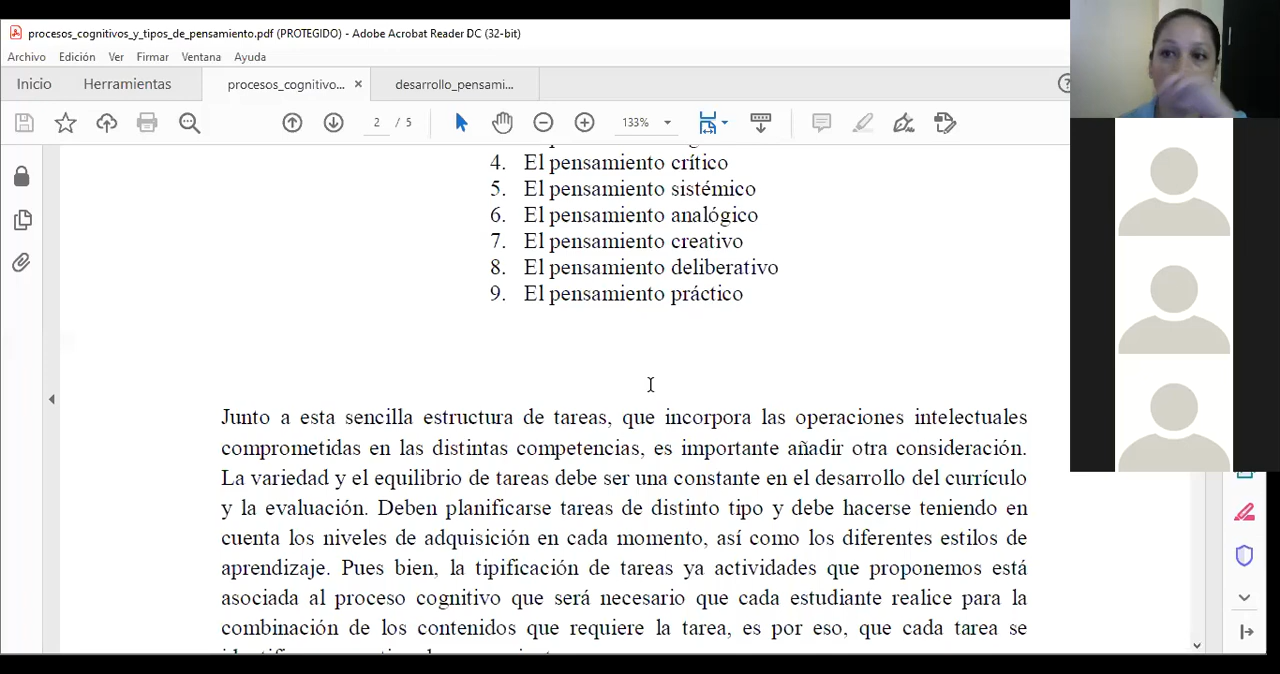 procesos_cognitivos_y_tipos_de_pensamiento.pdf (PROTEGIDO) - Adobe Acrobat Reader DC (32-bit)
Archivo Edición Ver Firmar Ventana Ayuda
Inicio Herramientas procesos_cognitivo... × desarrollo_pensami...
2 / 5 133%
4. El pensamiento crítico
5. El pensamiento sistémico
6. El pensamiento analógico
7. El pensamiento creativo
8. El pensamiento deliberativo
9. El pensamiento práctico
Junto a esta sencilla estructura de tareas, que incorpora las operaciones intelectuales
comprometidas en las distintas competencias, es importante añadir otra consideración.
La variedad y el equilibrio de tareas debe ser una constante en el desarrollo del currículo
y la evaluación. Deben planificarse tareas de distinto tipo y debe hacerse teniendo en
cuenta los niveles de adquisición en cada momento, así como los diferentes estilos de
aprendizaje. Pues bien, la tipificación de tareas ya actividades que proponemos está
asociada al proceso cognitivo que será necesario que cada estudiante realice para la
combinación de los contenidos que requiere la tarea, es por eso, que cada tarea se